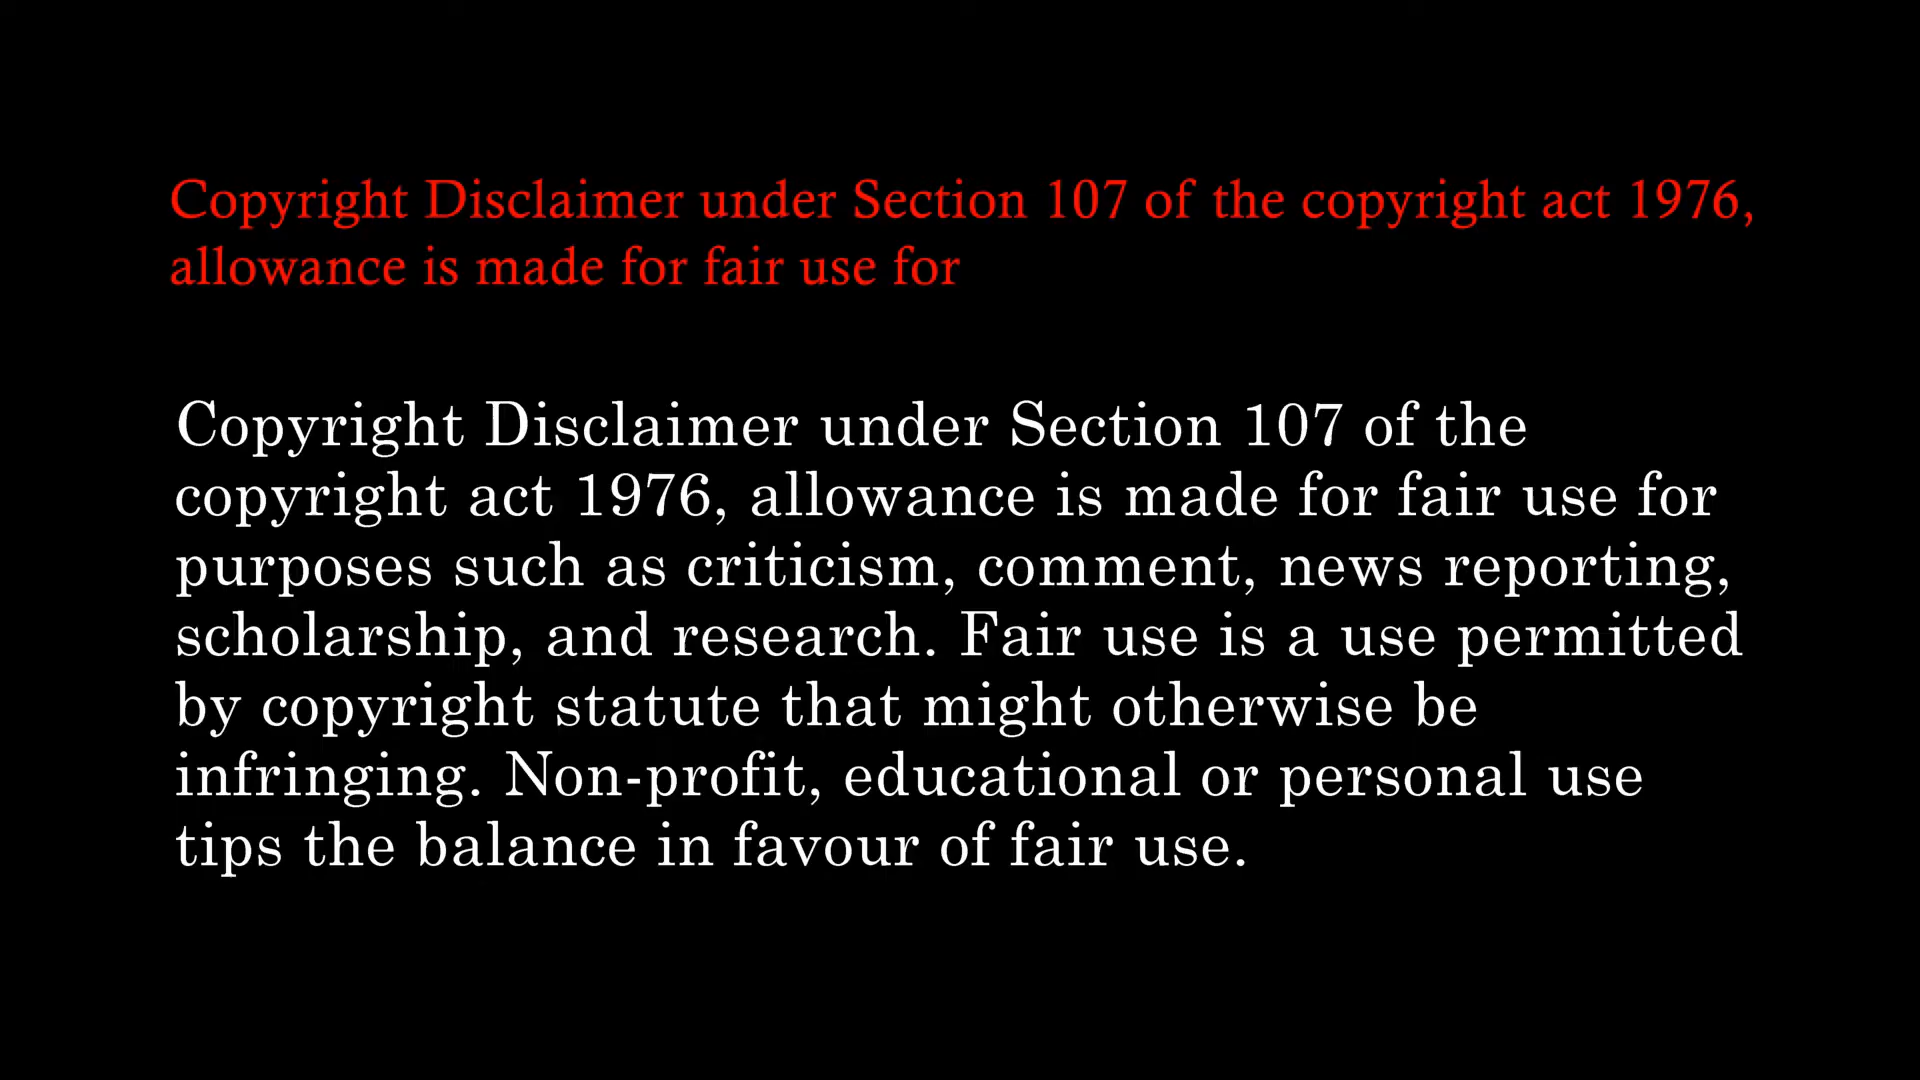 Copyright Disclaimer under Section 107 of the copyright act 1976,
allowance is made for fair use for
Copyright Disclaimer under Section 107 of the
copyright act 1976, allowance is made for fair use for
purposes such as criticism, comment, news reporting,
scholarship, and research. Fair use is a use permitted
by copyright statute that might otherwise be
infringing. Non-profit, educational or personal use
tips the balance in favour of fair use.